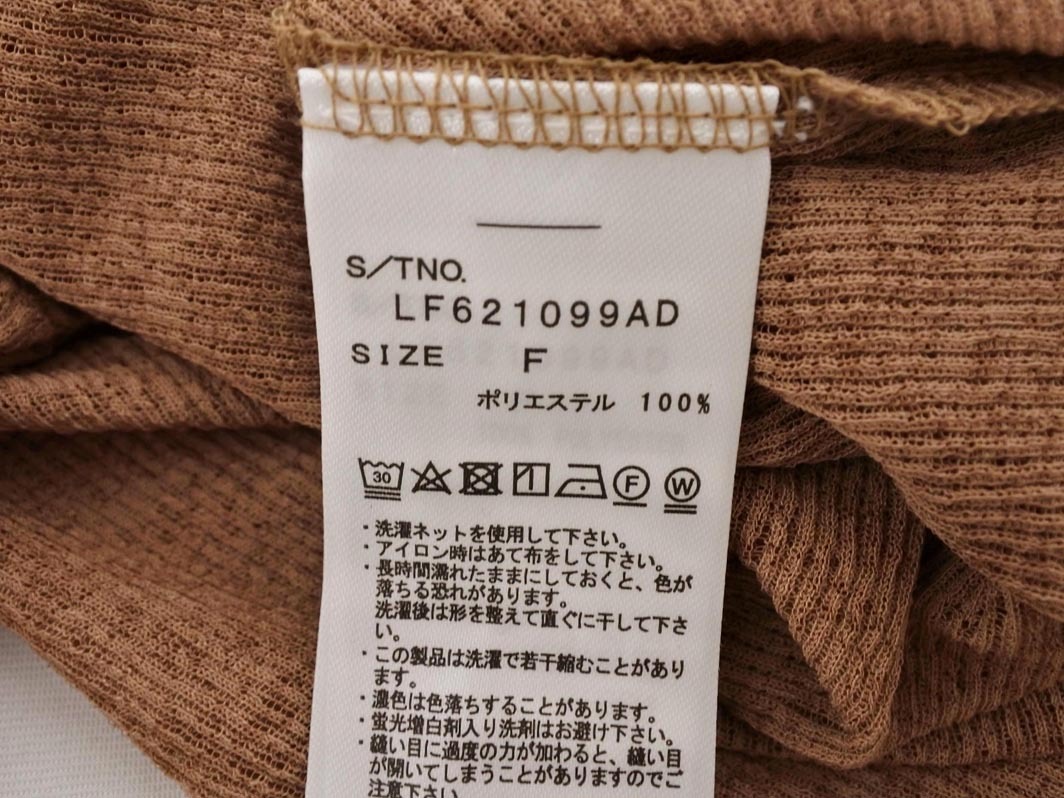 S/TNO.
LF621099AD
SIZE F
ポリエステル 100%
30
F W
・洗濯ネットを使用して下さい。
・アイロン時はあて布をして下さい。
・長時間濡れたままにしておくと、色が
落ちる恐れがあります。
洗濯後は形を整えて直ぐに干して下さ
い。
・この製品は洗濯で若干縮むことがあり
ます。
・濃色は色落ちすることがあります。
・蛍光増白剤入り洗剤はお避け下さい。
・縫い目に過度の力が加わると、縫い目
が開いてしまうことがありますのでご
注意下さい。